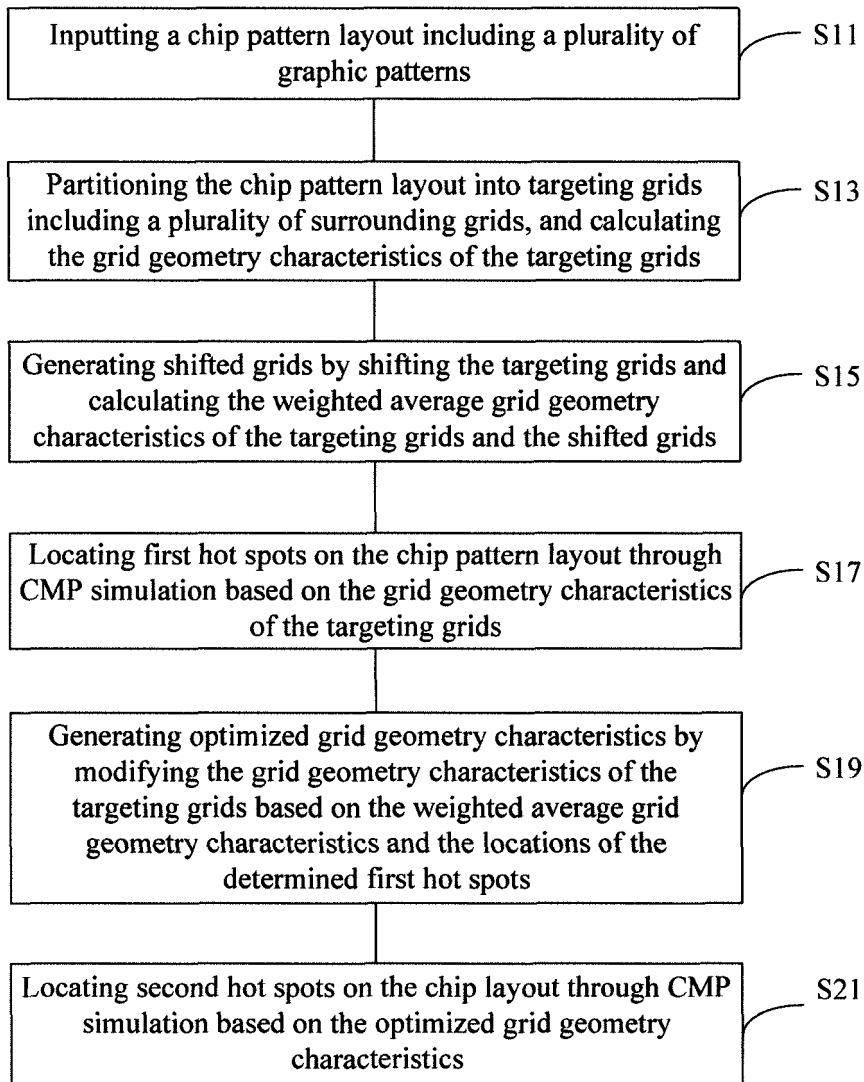 Inputting a chip pattern layout including a plurality of
graphic patterns
S11
Partitioning the chip pattern layout into targeting grids
including a plurality of surrounding grids, and calculating
the grid geometry characteristics of the targeting grids
S13
Generating shifted grids by shifting the targeting grids and
calculating the weighted average grid geometry
characteristics of the targeting grids and the shifted grids
S15
Locating first hot spots on the chip pattern layout through
CMP simulation based on the grid geometry characteristics
of the targeting grids
S17
Generating optimized grid geometry characteristics by
modifying the grid geometry characteristics of the
targeting grids based on the weighted average grid
geometry characteristics and the locations of the
determined first hot spots
S19
Locating second hot spots on the chip layout through CMP
simulation based on the optimized grid geometry
characteristics
S21